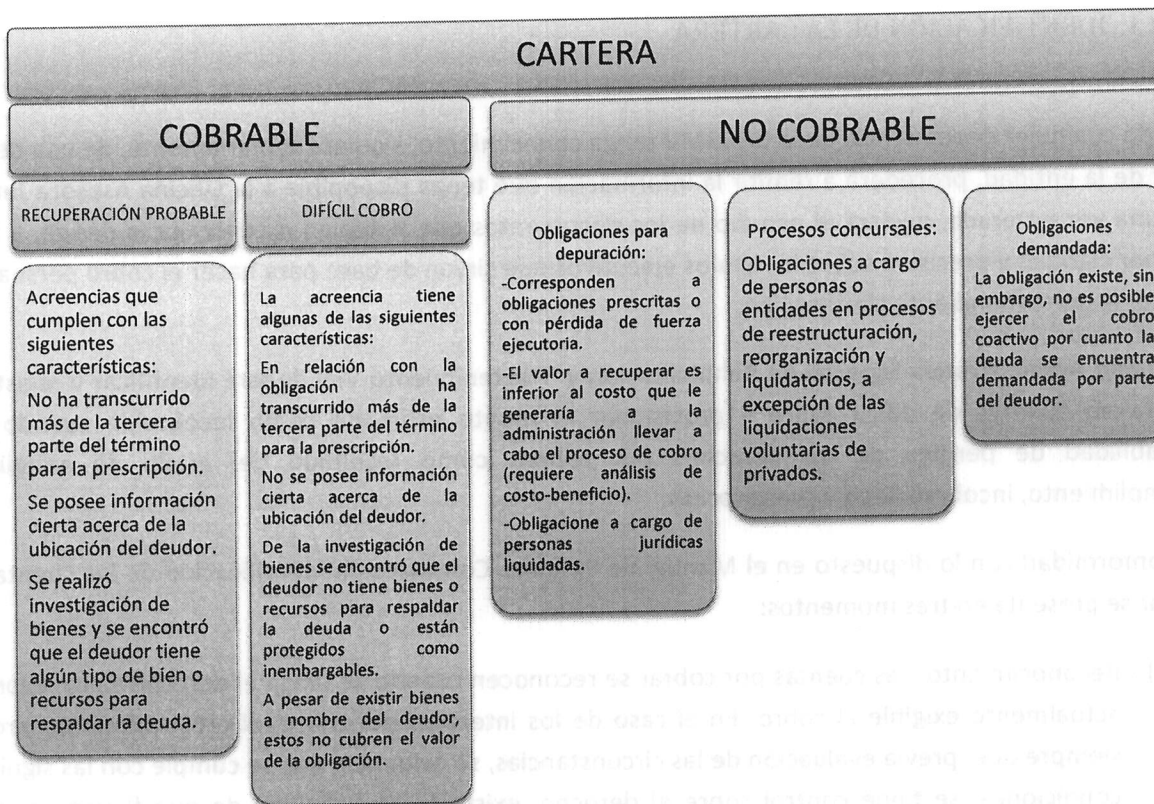 CARTERA
COBRABLE
NO COBRABLE
RECUPERACIÓN PROBABLE
Acreencias que
cumplen con las
siguientes
características:
No ha transcurrido
más de la tercera
parte del término
para la prescripción.
Se posee información
cierta acerca de la
ubicación del deudor.
Se realizó
investigación de
bienes y se encontró
que el deudor tiene
algún tipo de bien o
recursos para
respaldar la deuda.
DIFÍCIL COBRO
La acreencia tiene
algunas de las siguientes
características:
En relación con la
obligación ha
transcurrido más de la
tercera parte del término
para la prescripción.
No se posee información
cierta acerca de la
ubicación del deudor.
De la investigación de
bienes se encontró que el
deudor no tiene bienes o
recursos para respaldar
la deuda o están
protegidos como
inembargables.
A pesar de existir bienes
a nombre del deudor,
estos no cubren el valor
de la obligación.
Obligaciones para
depuración:
-Corresponden a
obligaciones prescritas o
con pérdida de fuerza
ejecutoria.
-El valor a recuperar es
inferior al costo que le
generaría a la
administración llevar a
cabo el proceso de cobro
(requiere análisis de
costo-beneficio).
-Obligacione a cargo de
personas jurídicas
liquidadas.
Procesos concursales:
Obligaciones a cargo
de personas o
entidades en procesos
de reestructuración,
reorganización y
liquidatorios, a
excepción de las
liquidaciones
voluntarias de
privados.
Obligaciones
demandada:
La obligación existe, sin
embargo, no es posible
ejercer el cobro
coactivo por cuanto la
deuda se encuentra
demandada por parte
del deudor.